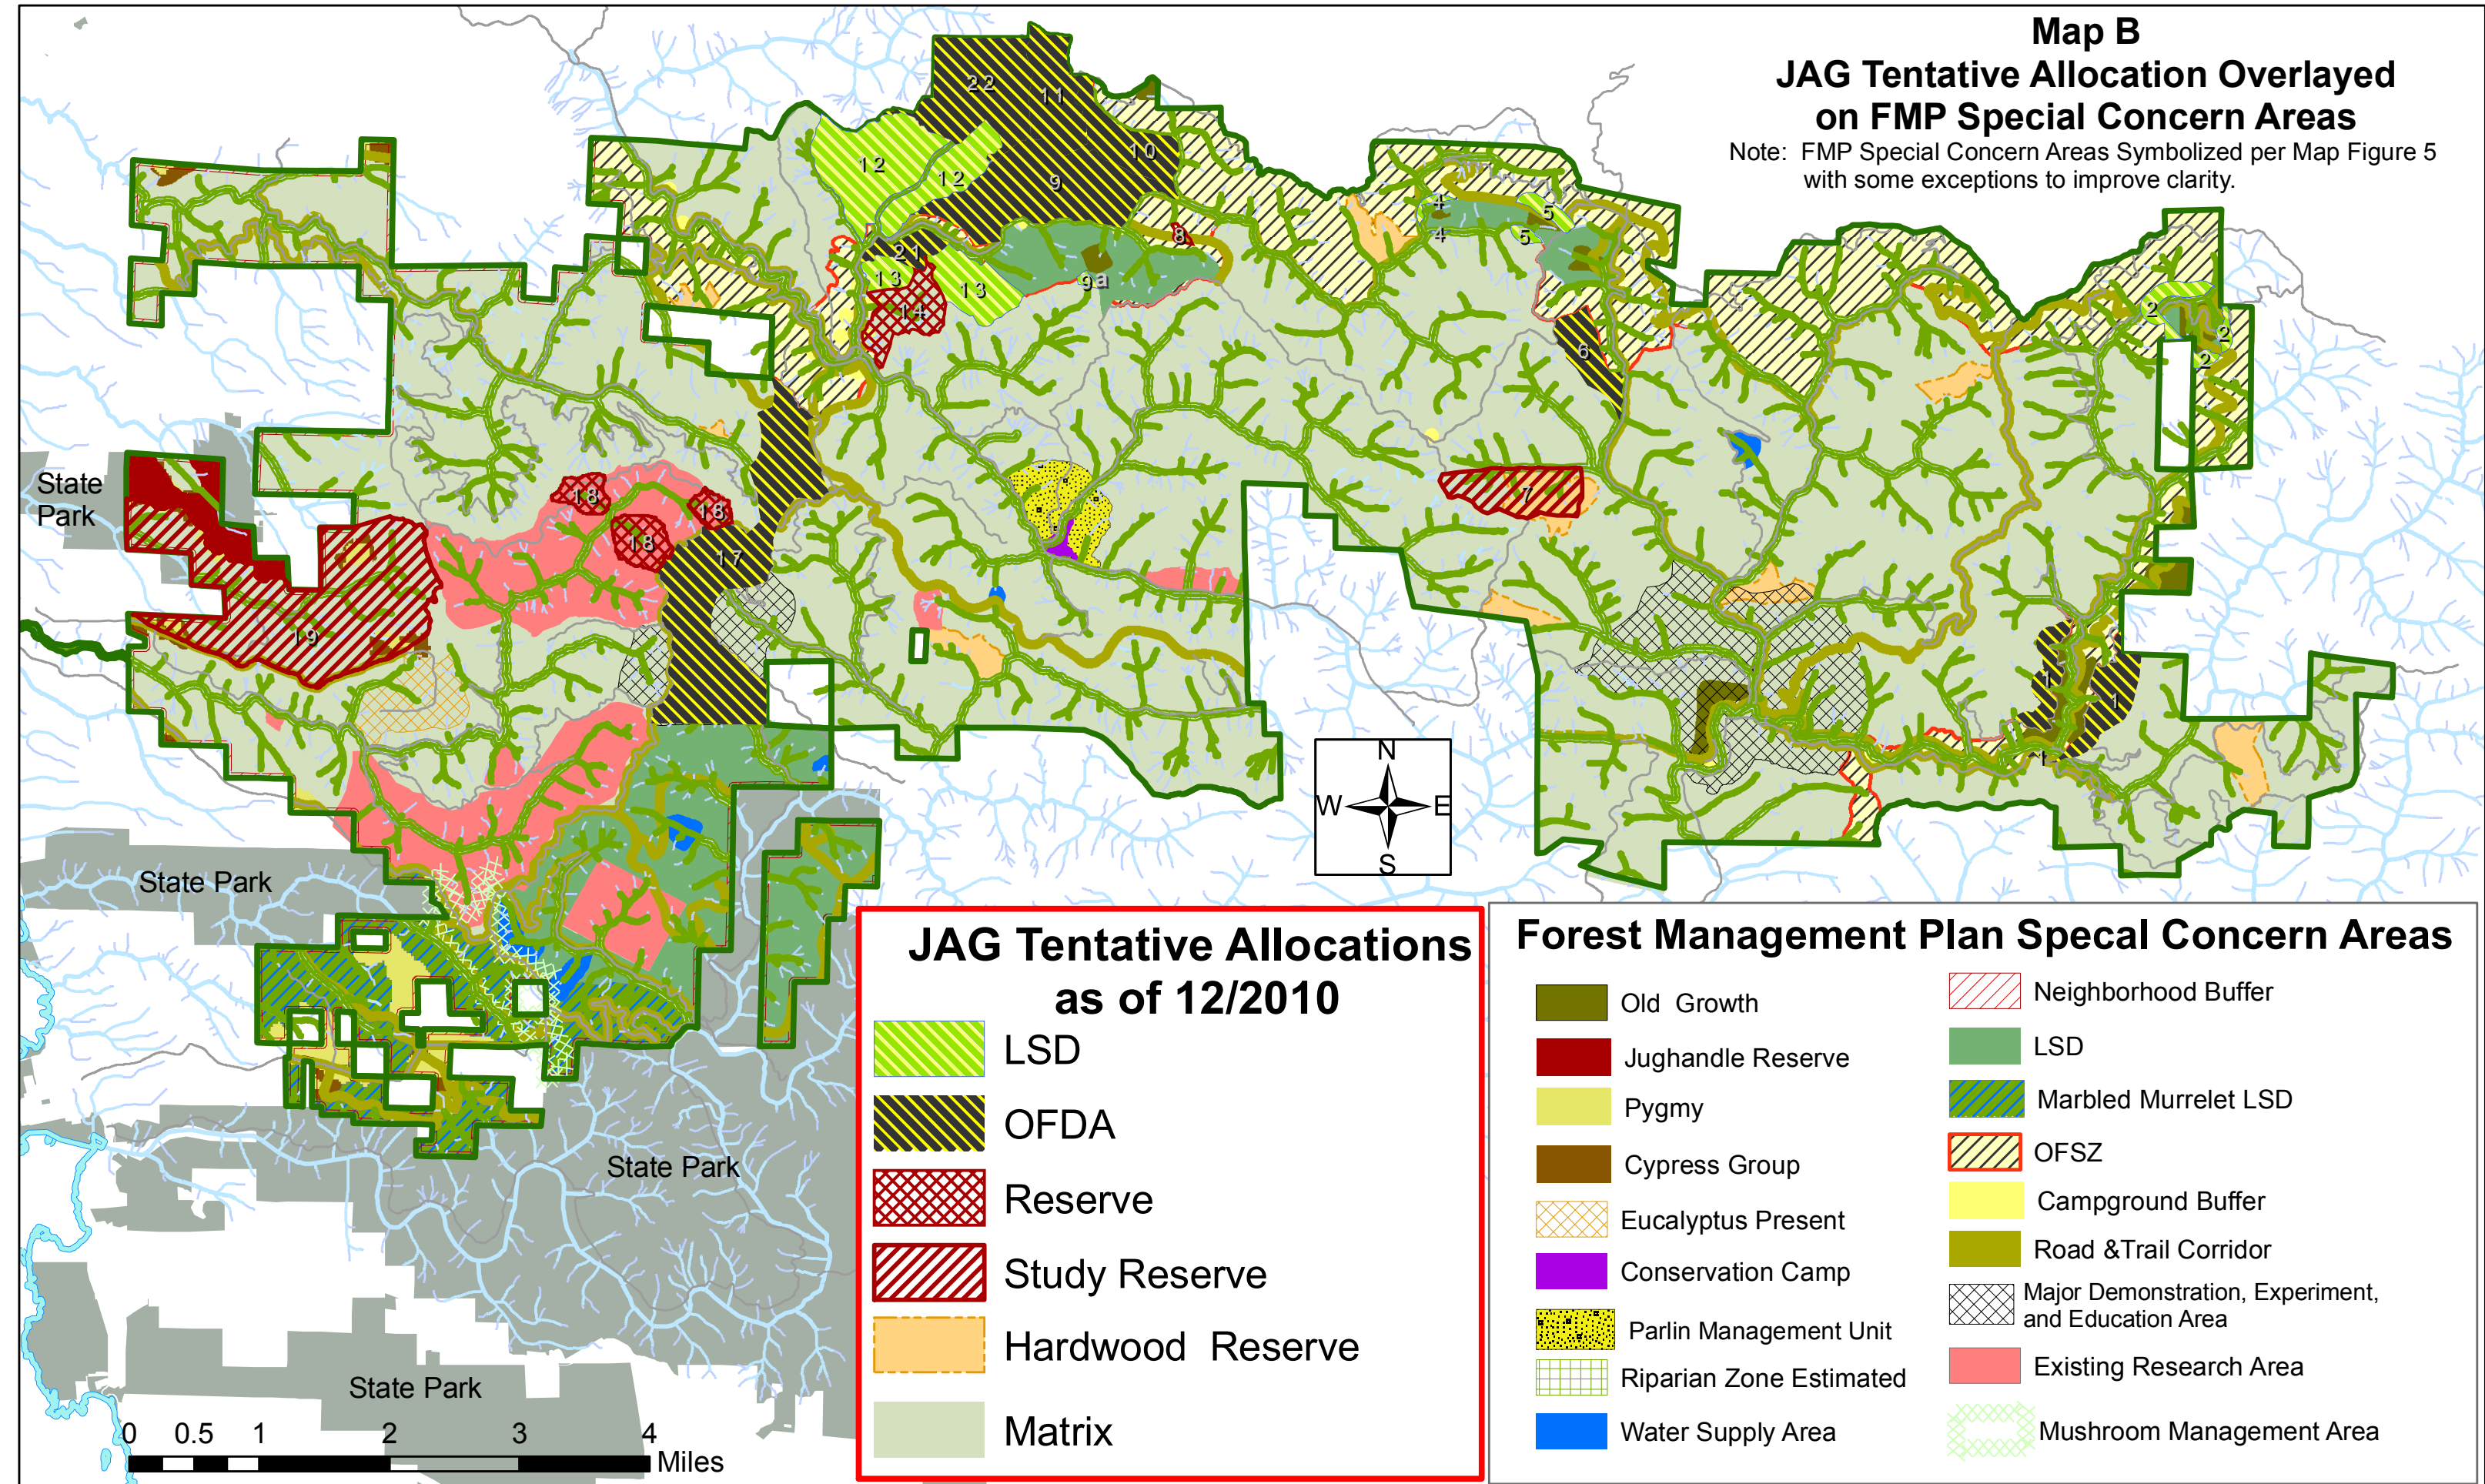 Map B
JAG Tentative Allocation Overlayed
on FMP Special Concern Areas
Note: FMP Special Concern Areas Symbolized per Map Figure 5
with some exceptions to improve clarity.
22
11
10
12
12
9
4
5
4
5
8
21
13
13
9a
14
2
2
2
6
State
Park
18
18
18
7
17
19
1
1
1
N
W
E
S
State Park
State Park
State Park
0 0.5 1 2 3 4
Miles
JAG Tentative Allocations
as of 12/2010
LSD
OFDA
Reserve
Study Reserve
Hardwood Reserve
Matrix
Forest Management Plan Specal Concern Areas
Old Growth
Jughandle Reserve
Pygmy
Cypress Group
Eucalyptus Present
Conservation Camp
Parlin Management Unit
Riparian Zone Estimated
Water Supply Area
Neighborhood Buffer
LSD
Marbled Murrelet LSD
OFSZ
Campground Buffer
Road &Trail Corridor
Major Demonstration, Experiment,
and Education Area
Existing Research Area
Mushroom Management Area